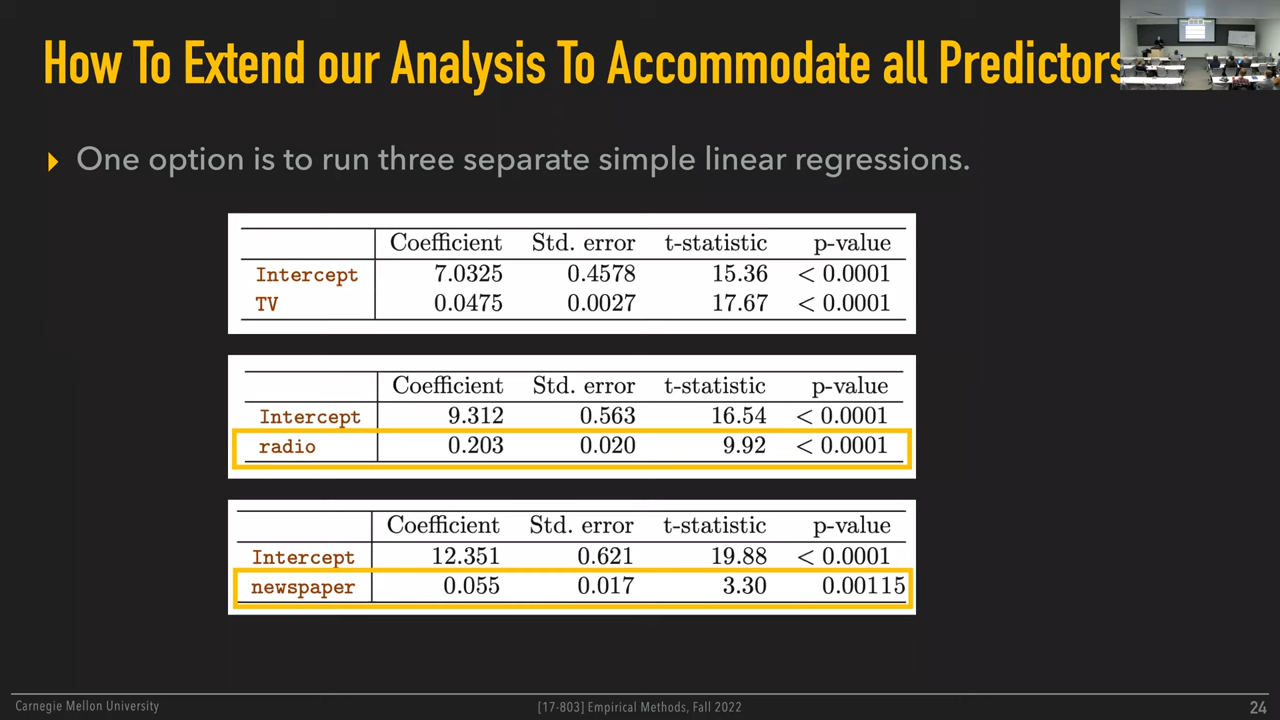 How To Extend our Analysis To Accommodate all Predictors
One option is to run three separate simple linear regressions.
Coefficient Std. error t-statistic p-value
Intercept 7.0325 0.4578 15.36 < 0.0001
TV 0.0475 0.0027 17.67 < 0.0001
Coefficient Std. error t-statistic p-value
Intercept 9.312 0.563 16.54 < 0.0001
radio 0.203 0.020 9.92 < 0.0001
Coefficient Std. error t-statistic p-value
Intercept 12.351 0.621 19.88 < 0.0001
newspaper 0.055 0.017 3.30 0.00115
Carnegie Mellon University [17-803] Empirical Methods, Fall 2022 24